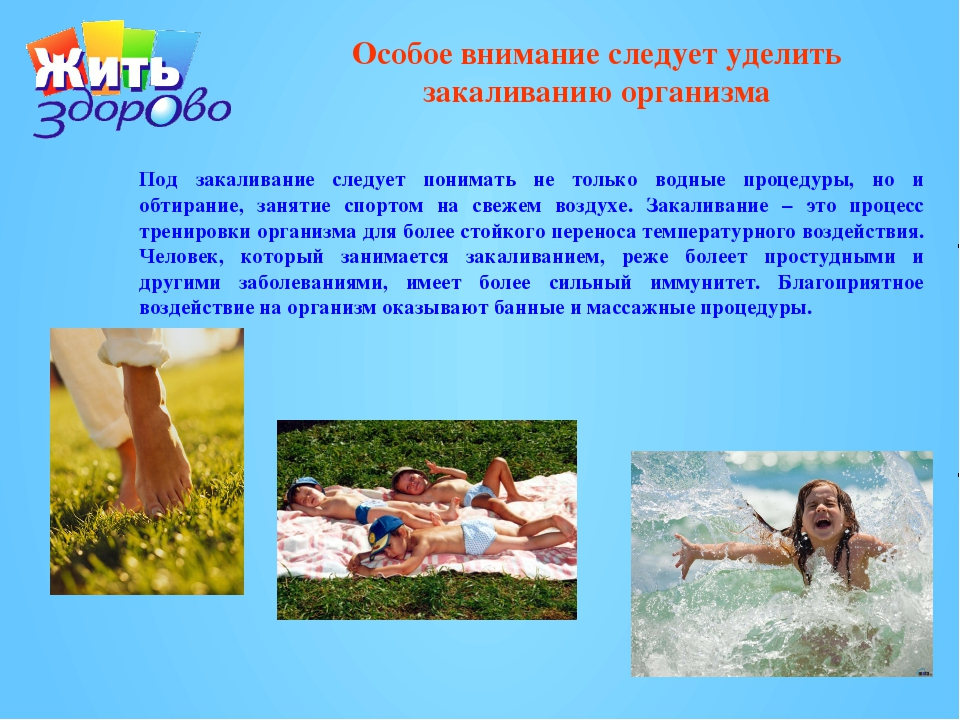 Жить
здорово
Особое внимание следует уделить
закаливанию организма
Под закаливание следует понимать не только водные процедуры, но и
обтирание, занятие спортом на свежем воздухе. Закаливание – это процесс
тренировки организма для более стойкого переноса температурного воздействия.
Человек, который занимается закаливанием, реже болеет простудными и
другими заболеваниями, имеет более сильный иммунитет. Благоприятное
воздействие на организм оказывают банные и массажные процедуры.